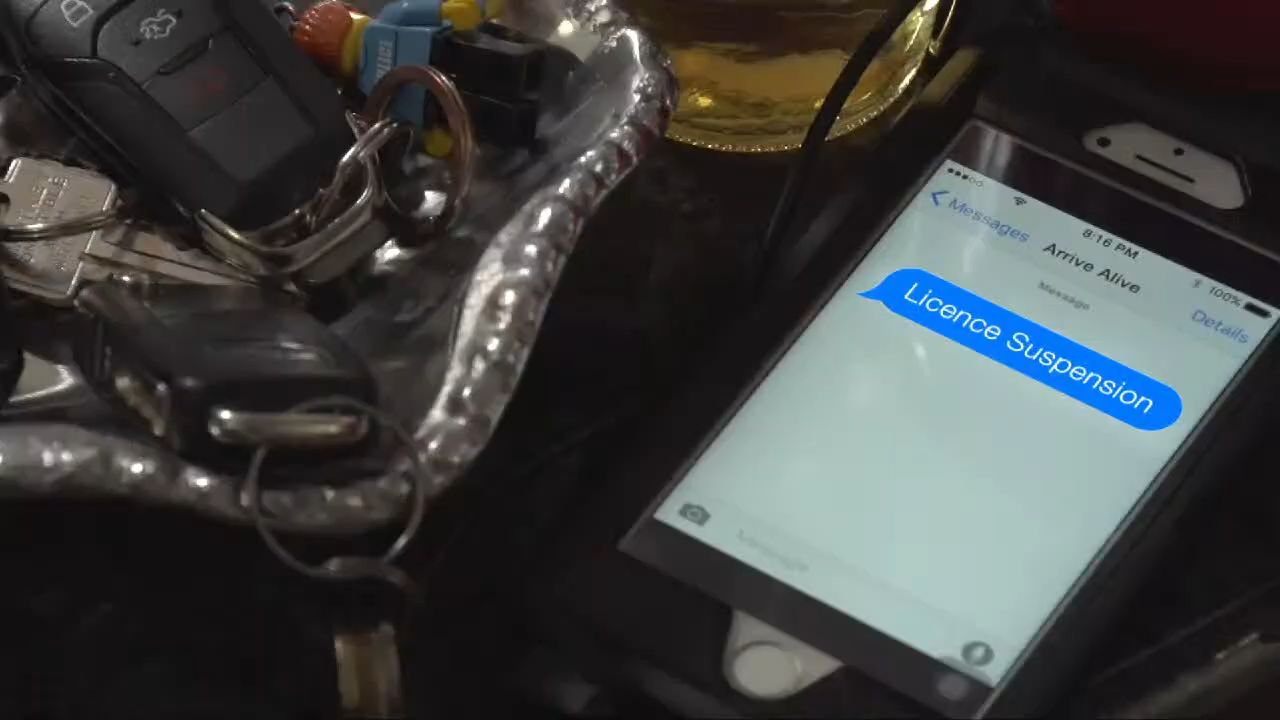 8:16 PM
100%
Messages
Arrive Alive
Details
Message
Licence Suspension